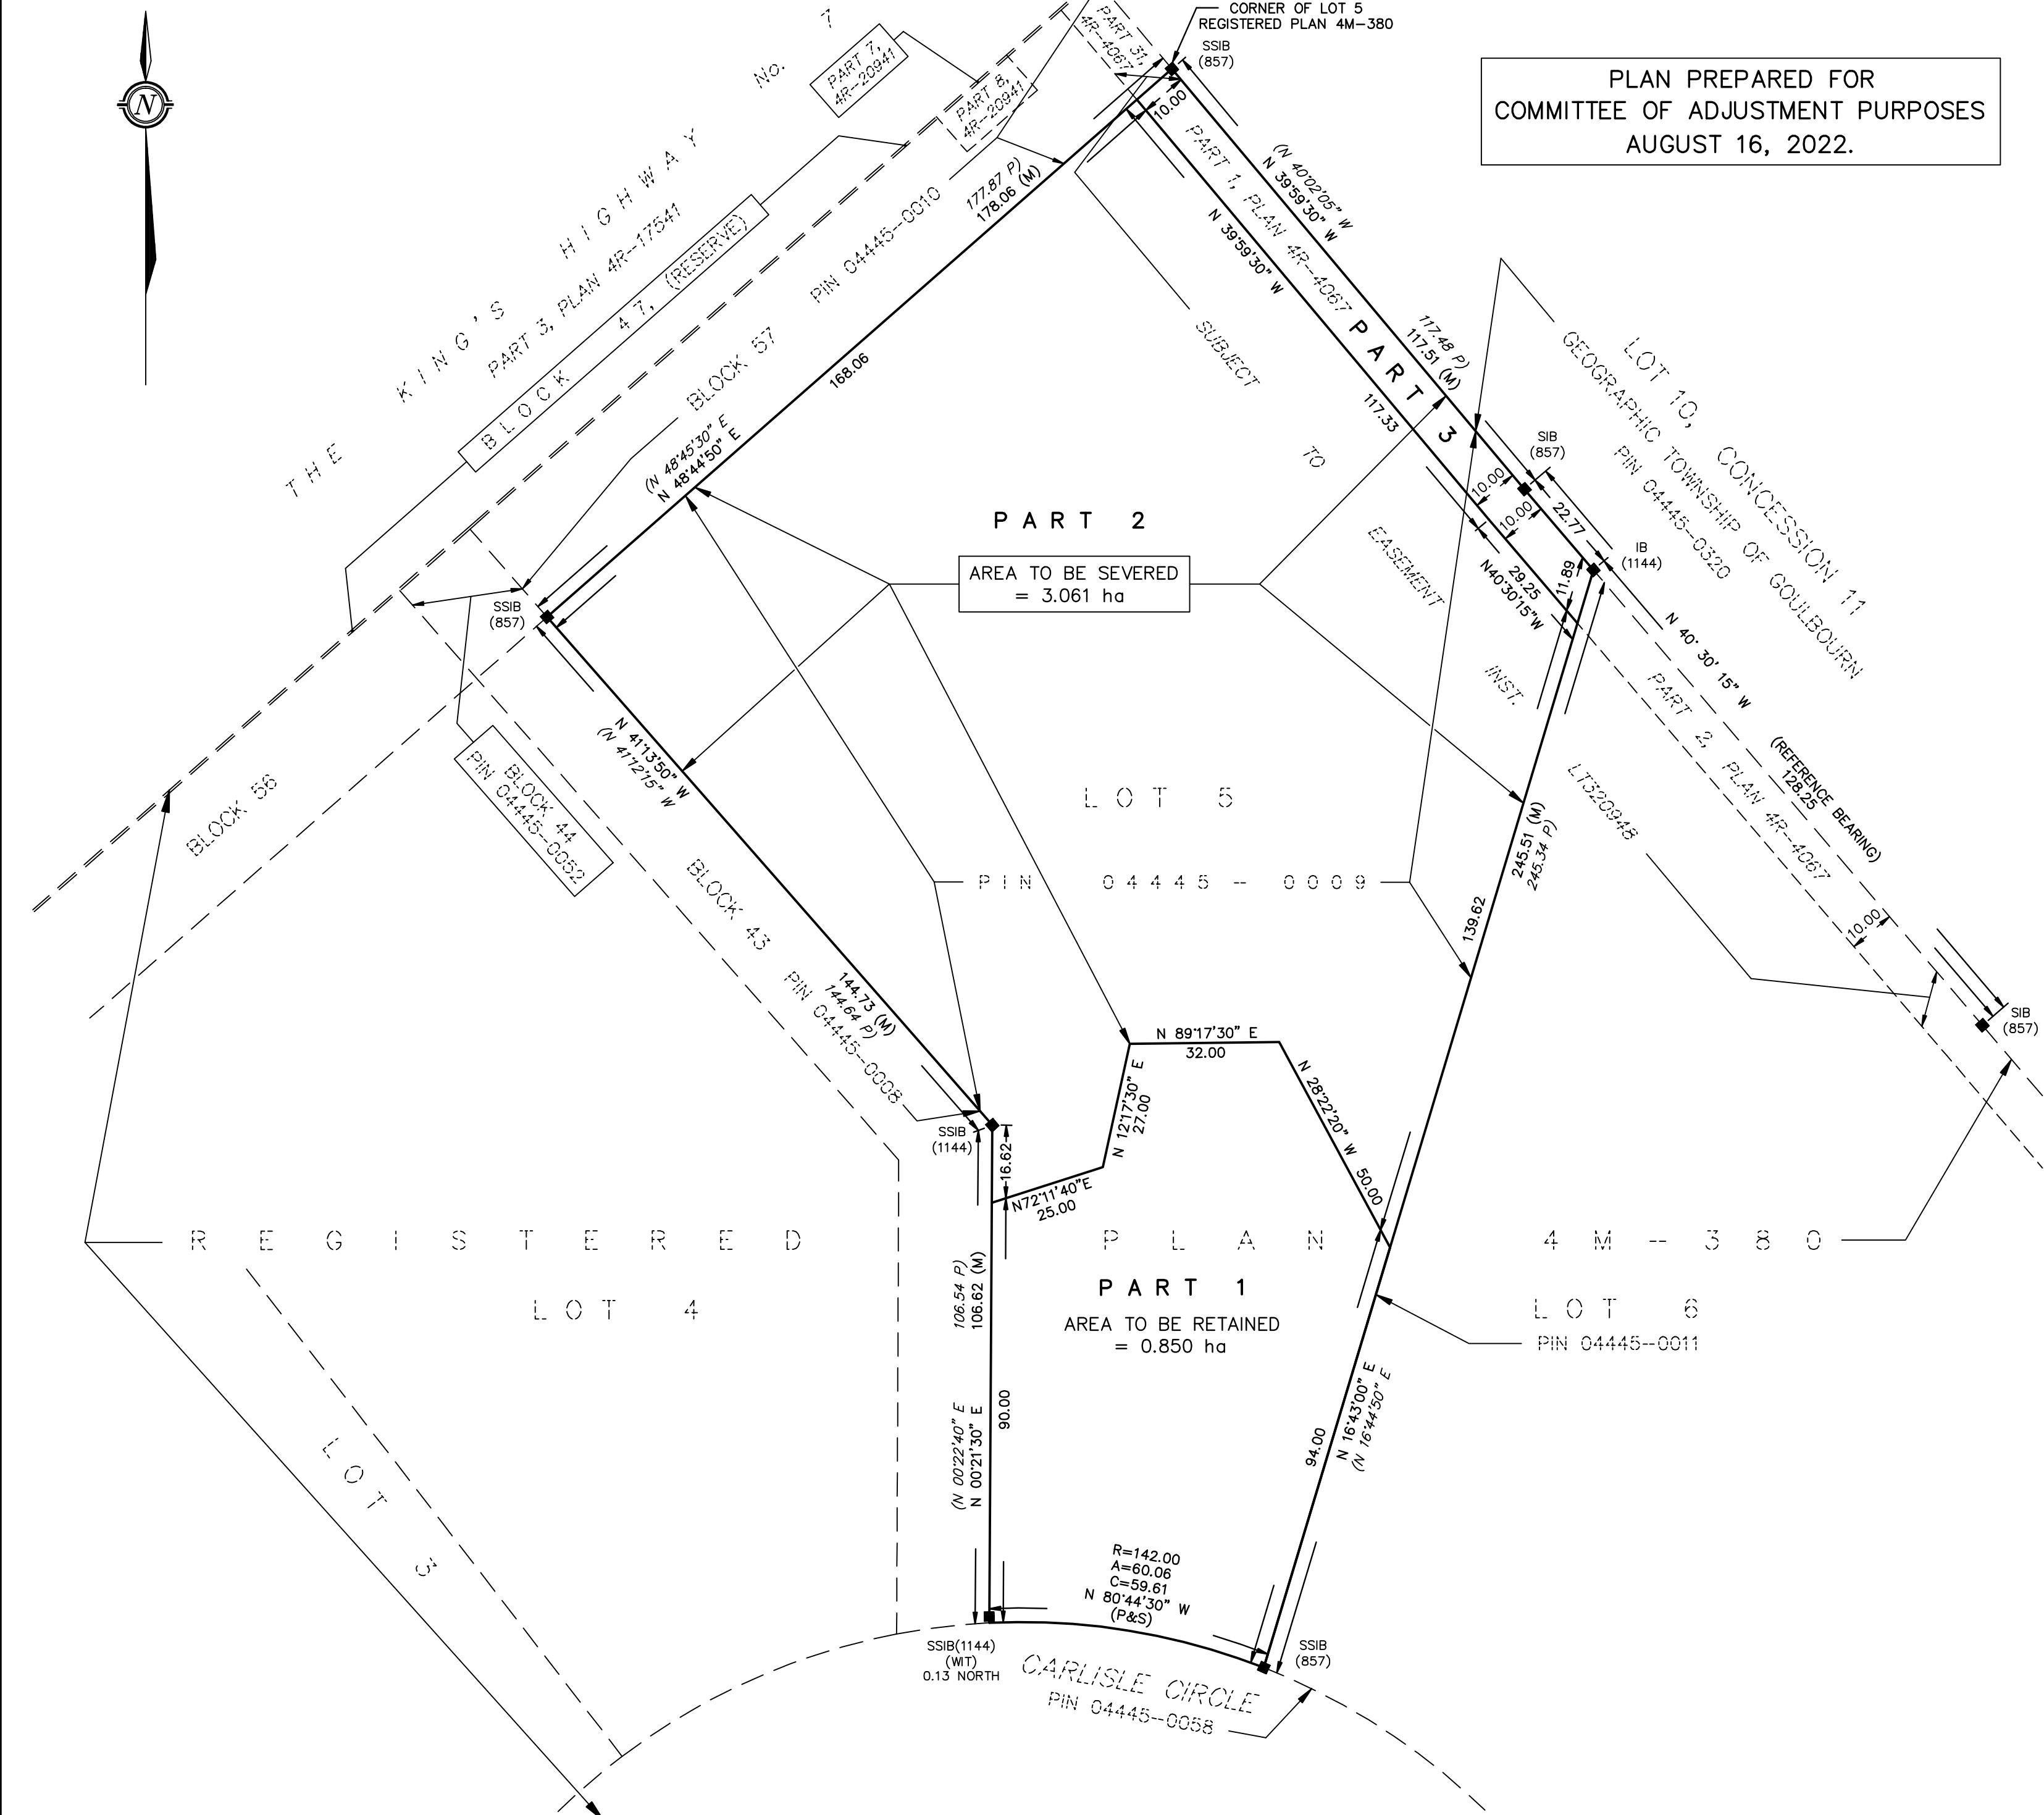 CORNER OF LOT 5
REGISTERED PLAN 4M-380
SSIB
(857)
PART 31,
4R-4067
PLAN PREPARED FOR
COMMITTEE OF ADJUSTMENT PURPOSES
AUGUST 16, 2022.
N
THE KING'S HIGHWAY No. 7
PART 3, PLAN 4R-17541
PART 7,
4R-20941
PART 8,
4R-20941
BLOCK 47, (RESERVE)
BLOCK 57 PIN 04445-0010
177.87 P)
178.06 (M)
168.06
(N 48°45'30" E
N 48°44'50" E
10.00
PART 1, PLAN 4R-4067
(N 40°02'05" W
N 39°59'30" W
N 39°59'30" W
117.48 P)
117.51 (M)
PART 3
117.33
SIB
(857)
10.00
10.00
22.77
IB
(1144)
11.89
29.25
N40°30'15"W
N 40° 30' 15" W
(REFERENCE BEARING)
128.25
LOT 10, CONCESSION 11
GEOGRAPHIC TOWNSHIP OF GOULBOURN
PIN 04445-0320
SUBJECT TO EASEMENT INST. LT320948
PART 2, PLAN 4R-4067
10.00
SIB
(857)
PART 2
AREA TO BE SEVERED
= 3.061 ha
SSIB
(857)
BLOCK 56
BLOCK 44
PIN 04445-0052
N 41°13'50" W
(N 41°12'15" W
BLOCK 43 PIN 04445-0008
144.73 (M)
144.64 P)
LOT 5
PIN 04445-0009
245.51 (M)
245.34 P)
139.62
N 89°17'30" E
32.00
N 12°17'30" E
27.00
N 28°22'20" W 50.00
SSIB
(1144)
16.62
N72°11'40"E
25.00
REGISTERED PLAN 4M-380
LOT 4
PART 1
AREA TO BE RETAINED
= 0.850 ha
LOT 6
PIN 04445-0011
106.54 P)
106.62 (M)
(N 00°22'40" E
N 00°21'30" E
90.00
94.00
N 16°43'00" E
(N 16°44'50" E
LOT 3
R=142.00
A=60.06
C=59.61
N 80°44'30" W
(P&S)
SSIB(1144)
(WIT)
0.13 NORTH
SSIB
(857)
CARLISLE CIRCLE
PIN 04445-0058